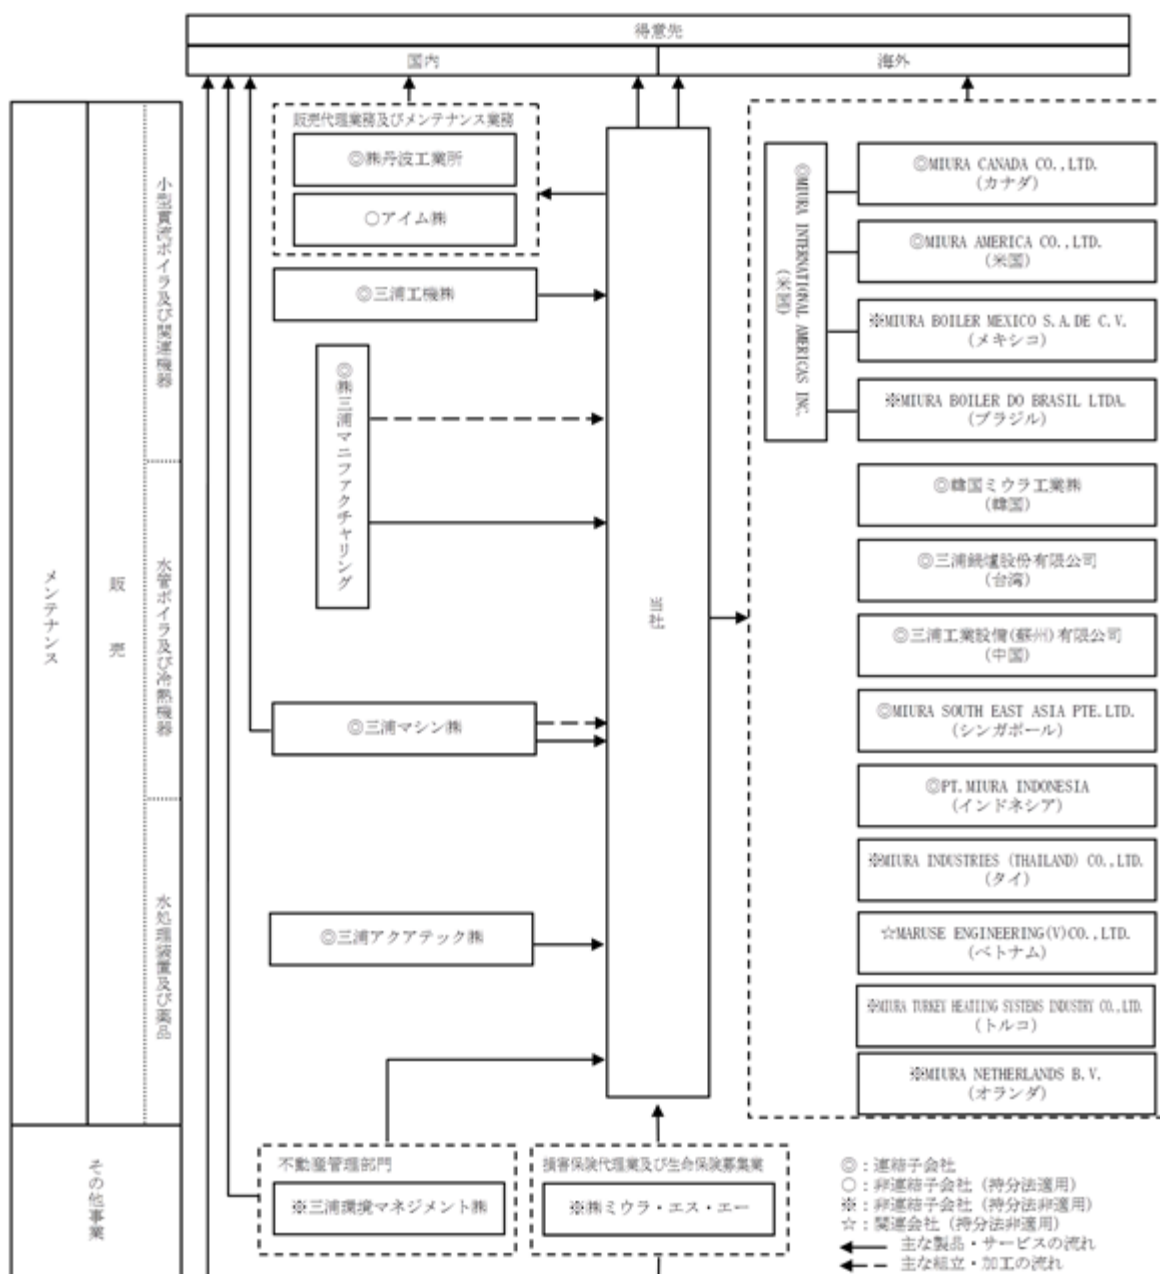 得意先
国内
海外
メンテナンス
販売
小型貫流ボイラ及び関連機器
水管ボイラ及び冷熱機器
水処理装置及び薬品
その他事業
販売代理業務及びメンテナンス業務
◎㈱丹波工業所
○アイム㈱
◎三浦工機㈱
◎㈱三浦マニファクチャリング
◎三浦マシン㈱
◎三浦アクアテック㈱
当社
不動産管理部門
※三浦環境マネジメント㈱
損害保険代理業及び生命保険募集業
※㈱ミウラ・エス・エー
◎MIURA INTERNATIONAL AMERICAS INC.
(米国)
◎MIURA CANADA CO.,LTD.
(カナダ)
◎MIURA AMERICA CO.,LTD.
(米国)
※MIURA BOILER MEXICO S.A.DE C.V.
(メキシコ)
※MIURA BOILER DO BRASIL LTDA.
(ブラジル)
◎韓国ミウラ工業㈱
(韓国)
◎三浦鍋爐股份有限公司
(台湾)
◎三浦工業設備(蘇州)有限公司
(中国)
◎MIURA SOUTH EAST ASIA PTE.LTD.
(シンガポール)
◎PT.MIURA INDONESIA
(インドネシア)
※MIURA INDUSTRIES (THAILAND) CO.,LTD.
(タイ)
☆MARUSE ENGINEERING(V)CO.,LTD.
(ベトナム)
※MIURA TURKEY HEATIING SYSTEMS INDUSTRY CO.,LTD.
(トルコ)
※MIURA NETHERLANDS B.V.
(オランダ)
◎：連結子会社
○：非連結子会社（持分法適用）
※：非連結子会社（持分法非適用）
☆：関連会社（持分法非適用）
主な製品・サービスの流れ
主な組立・加工の流れ